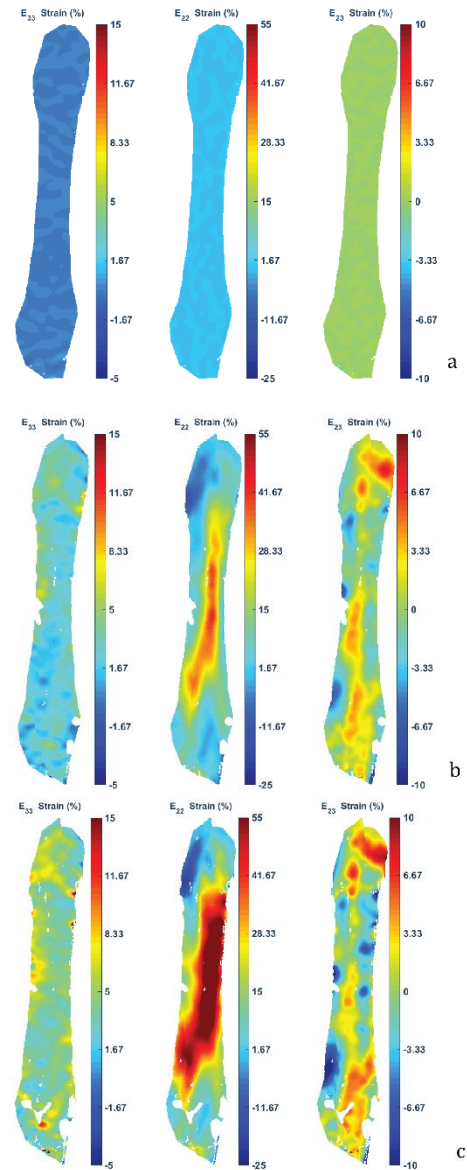 E33 Strain (%) E22 Strain (%) E23 Strain (%)
15 55 10
11.67 41.67 6.67
8.33 28.33 3.33
5 15 0
1.67 1.67 -3.33
-1.67 -11.67 -6.67
-5 -25 -10
a
E33 Strain (%) E22 Strain (%) E23 Strain (%)
15 55 10
11.67 41.67 6.67
8.33 28.33 3.33
5 15 0
1.67 1.67 -3.33
-1.67 -11.67 -6.67
-5 -25 -10
b
E33 Strain (%) E22 Strain (%) E23 Strain (%)
15 55 10
11.67 41.67 6.67
8.33 28.33 3.33
5 15 0
1.67 1.67 -3.33
-1.67 -11.67 -6.67
-5 -25 -10
c